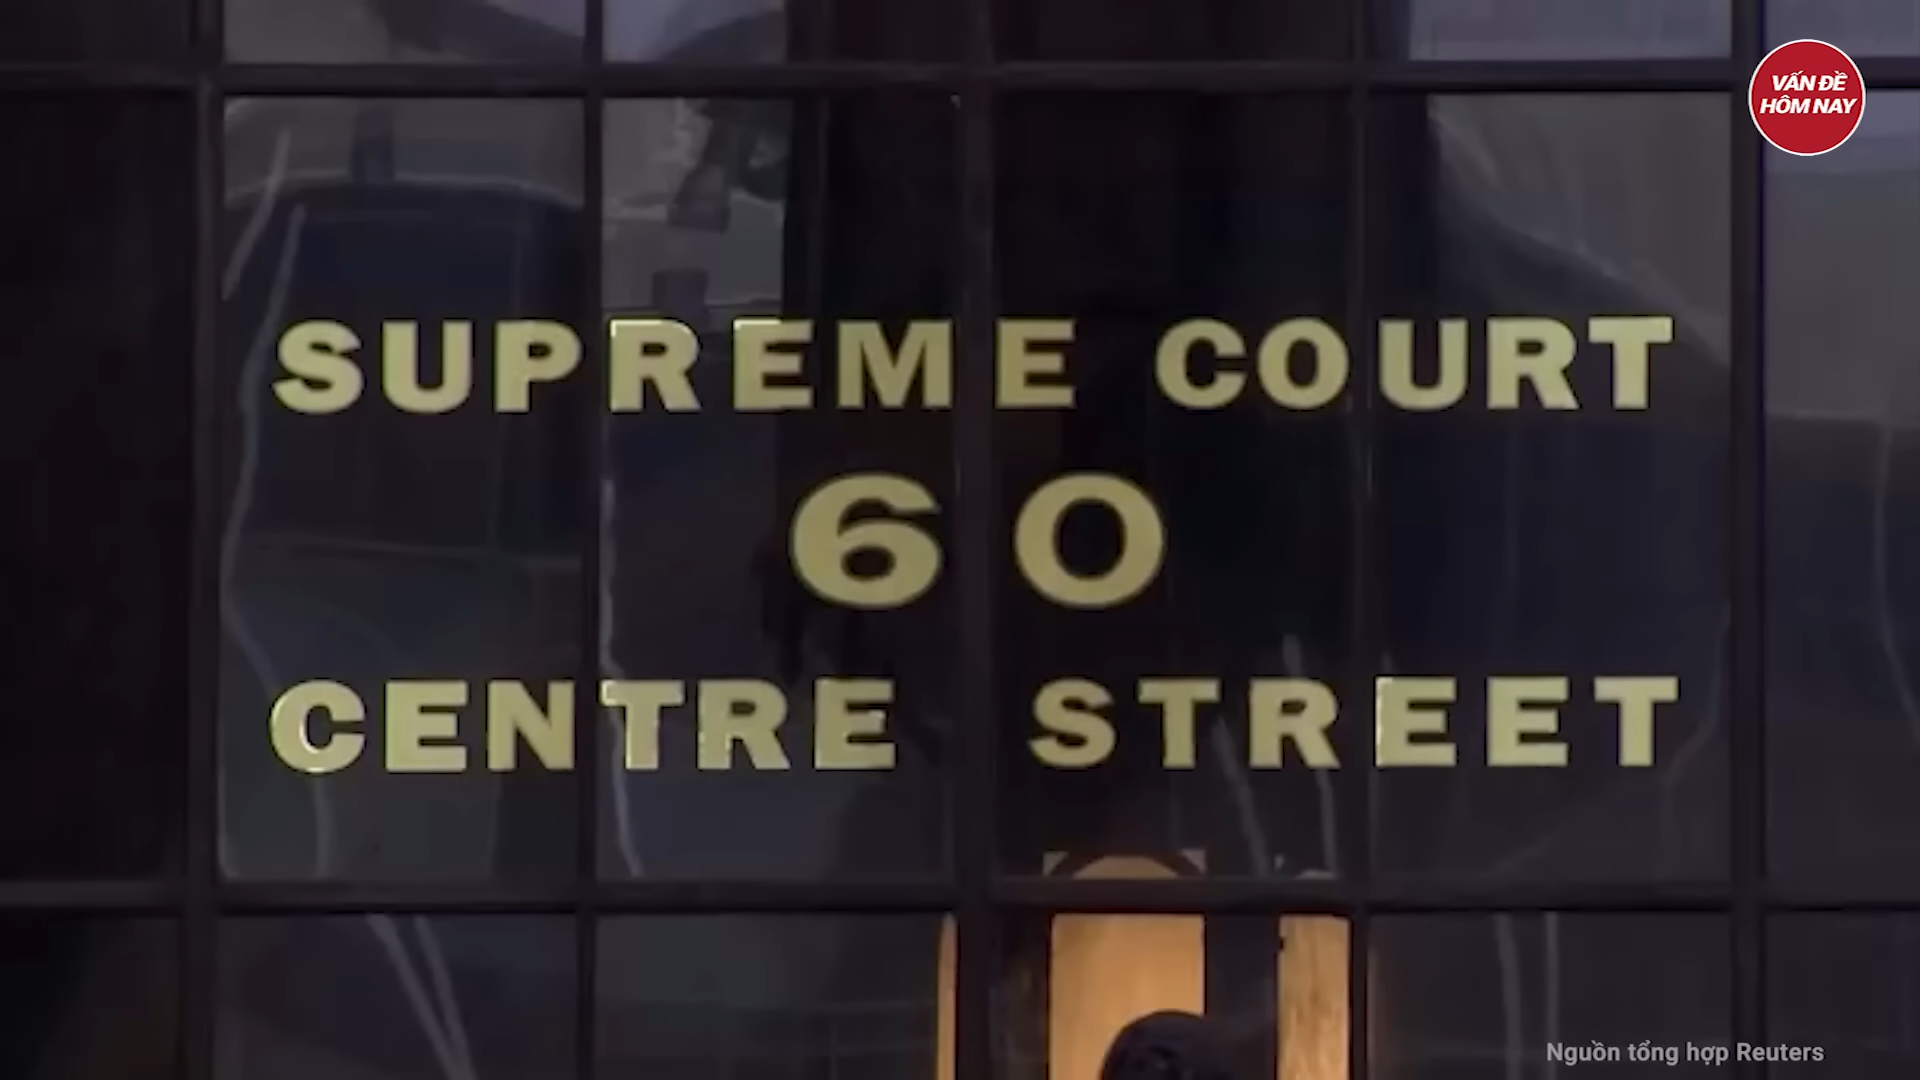 VẤN ĐỀ
HÔM NAY
SUPREME COURT
60
CENTRE STREET
Nguồn tổng hợp Reuters